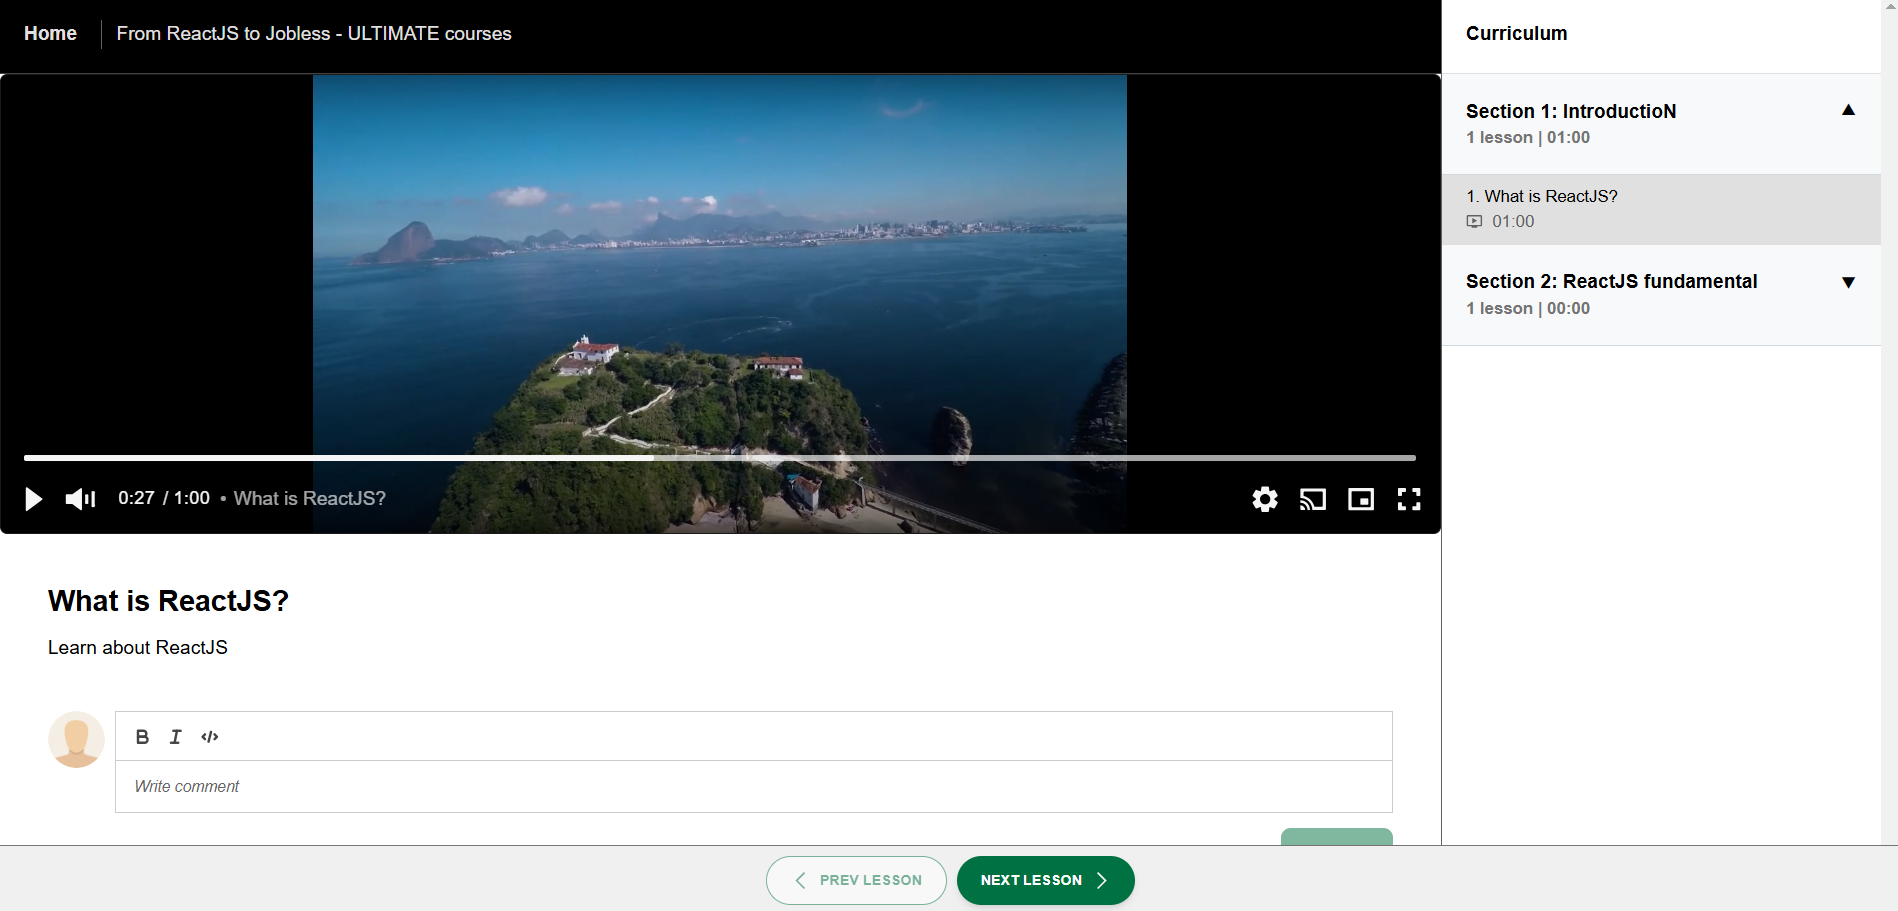 Home
From ReactJS to Jobless - ULTIMATE courses
0:27 / 1:00 • What is ReactJS?
What is ReactJS?
Learn about ReactJS
B I </>
Write comment
Curriculum
Section 1: IntroductioN
1 lesson | 01:00
1. What is ReactJS?
01:00
Section 2: ReactJS fundamental
1 lesson | 00:00
PREV LESSON
NEXT LESSON